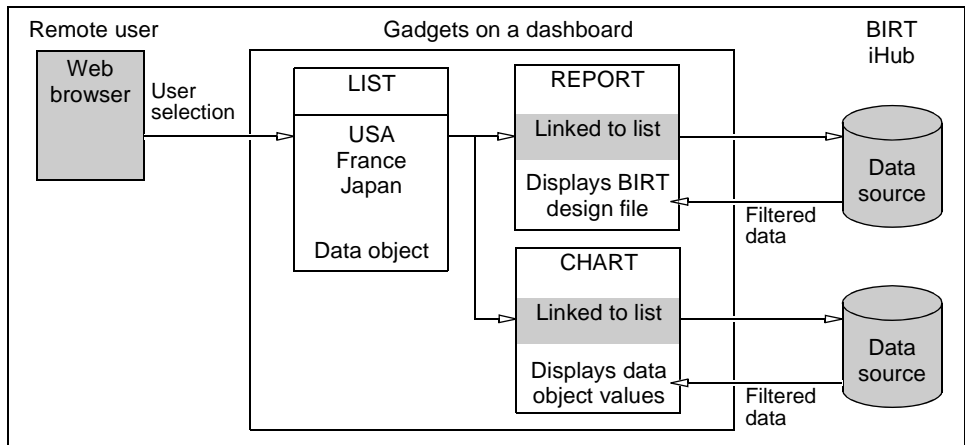 Remote user
Gadgets on a dashboard
BIRT
iHub
Web
browser
User
selection
LIST
USA
France
Japan
Data object
REPORT
Linked to list
Displays BIRT
design file
Data
source
Filtered
data
CHART
Linked to list
Displays data
object values
Data
source
Filtered
data